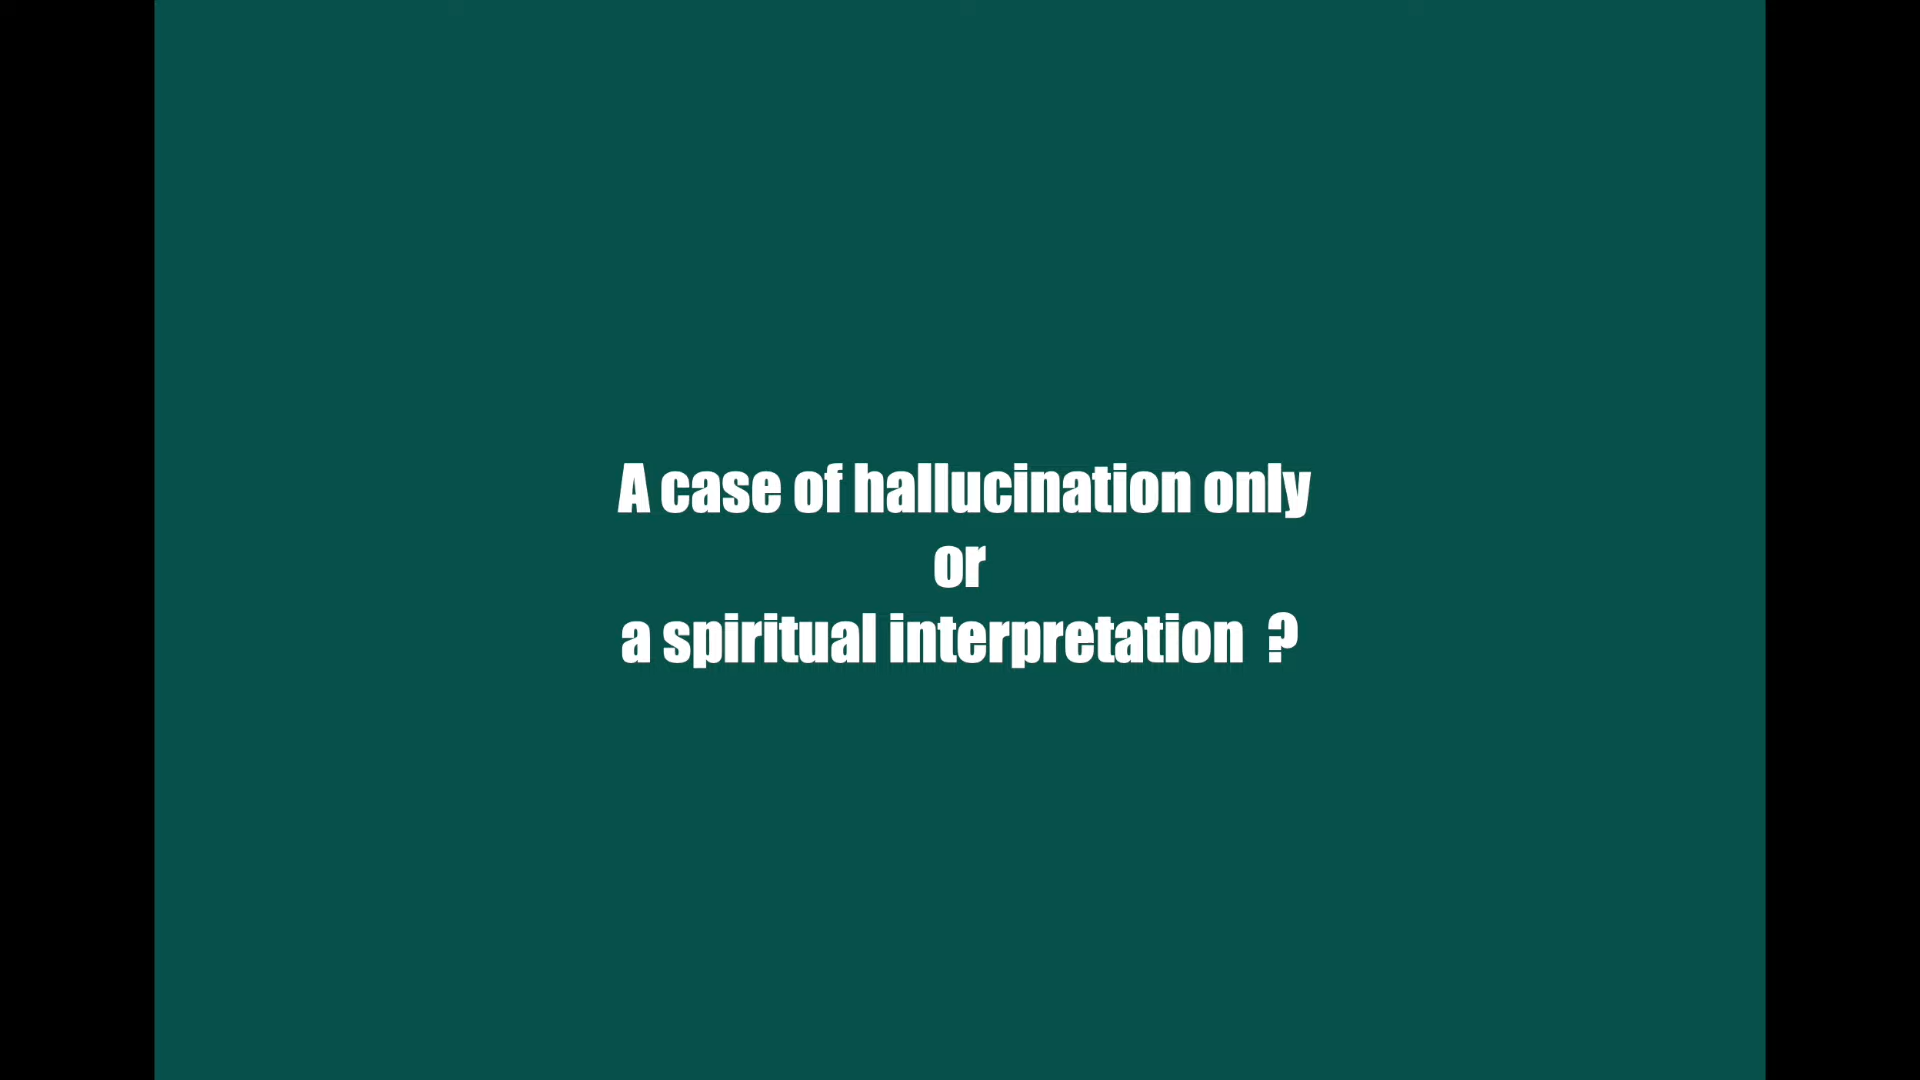 A case of hallucination only
or
a spiritual interpretation ?